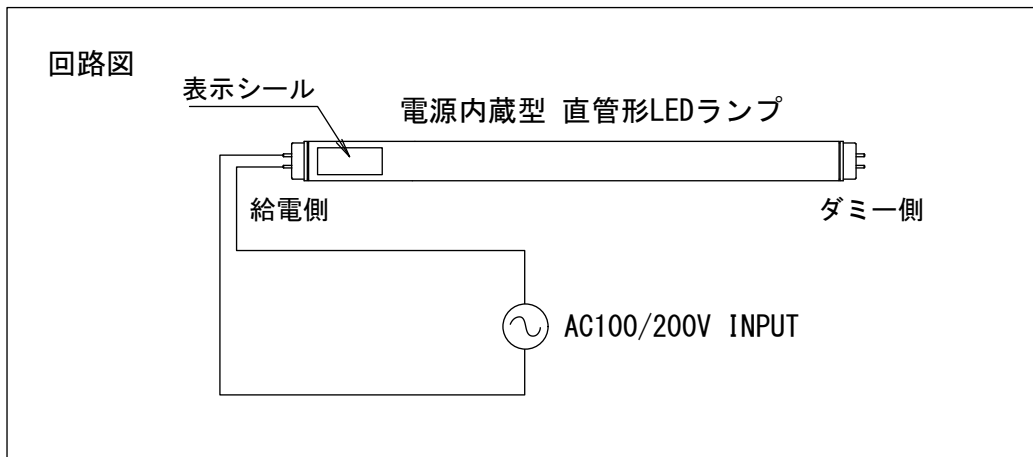 回路図
表示シール
電源内蔵型 直管形LEDランプ
給電側
ダミー側
AC100/200V INPUT